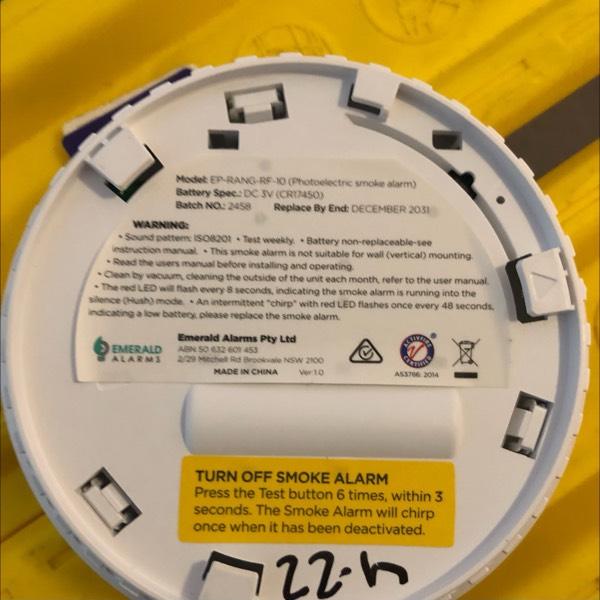 Model: EP-RANG-RF-10 (Photoelectric smoke alarm)
Battery Spec.: DC 3V (CR17450)
Batch NO.: 2458 Replace By End: DECEMBER 2031
WARNING:
• Sound pattern: ISO8201 • Test weekly. • Battery non-replaceable-see
instruction manual. • This smoke alarm is not suitable for wall (vertical) mounting.
• Read the users manual before installing and operating.
• Clean by vacuum, cleaning the outside of the unit each month, refer to the user manual.
• The red LED will flash every 8 seconds, indicating the smoke alarm is running into the
silence (Hush) mode. • An intermittent "chirp" with red LED flashes once every 48 seconds,
indicating a low battery, please replace the smoke alarm.
EMERALD
ALARMS
Emerald Alarms Pty Ltd
ABN 50 632 601 453
2/29 Mitchell Rd Brookvale NSW 2100
MADE IN CHINA Ver:1.0
ACTIVFIRE
CERTIFIED
AS3786: 2014
TURN OFF SMOKE ALARM
Press the Test button 6 times, within 3
seconds. The Smoke Alarm will chirp
once when it has been deactivated.